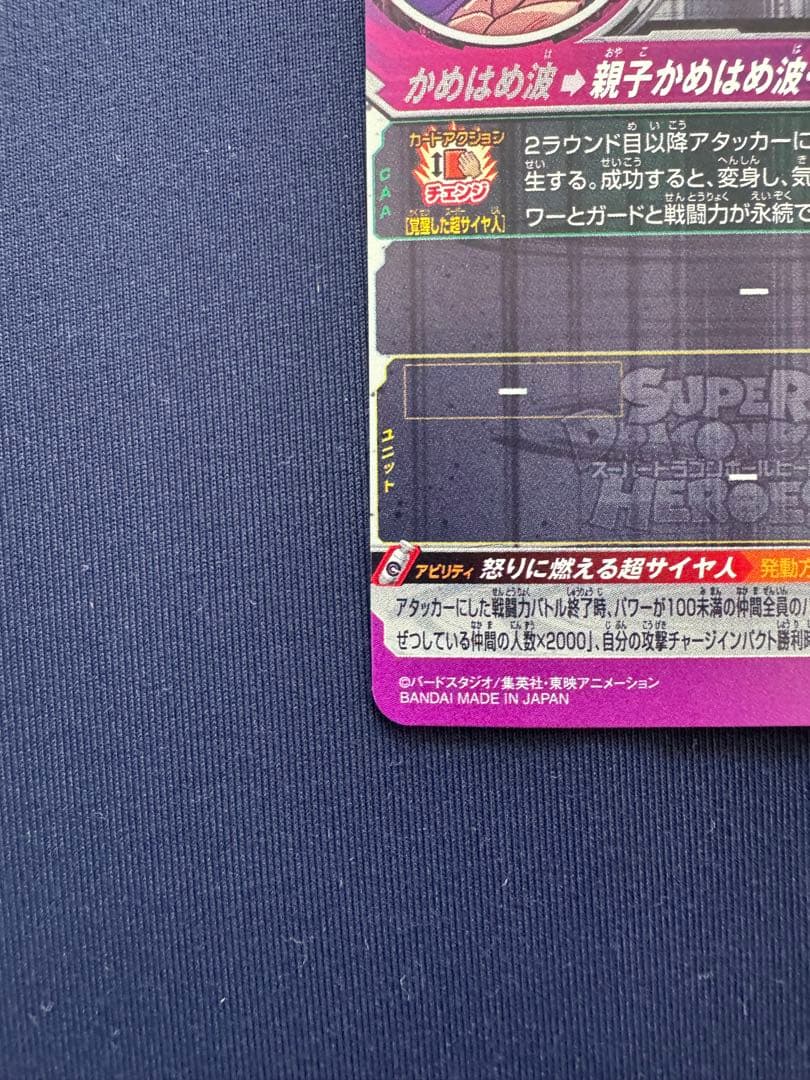 かめはめ波➡親子かめはめ波
カードアクション
チェンジ
[覚醒した超サイヤ人]
CAA
2ラウンド目以降アタッカーに
生する。成功すると、変身し、気
ワーとガードと戦闘力が永続で
ー
ー
ユニット
ー
SUPER
DRAGON
スーパードラゴンボールヒー
HEROES
アビリティ 怒りに燃える超サイヤ人 発動方
アタッカーにした戦闘力バトル終了時、パワーが100未満の仲間全員のパ
ぜつしている仲間の人数×2000」、自分の攻撃チャージインパクト勝利時
©バードスタジオ/集英社・東映アニメーション
BANDAI MADE IN JAPAN